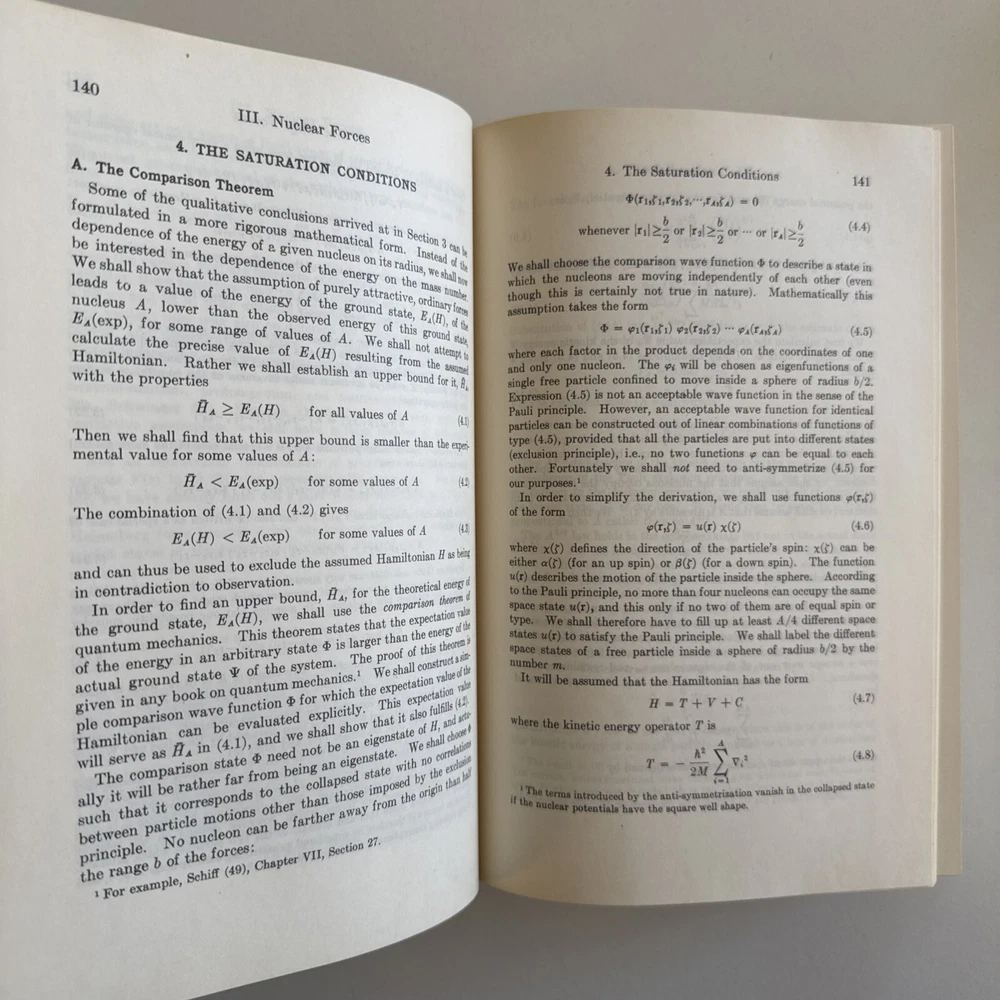 140
III. Nuclear Forces
4. THE SATURATION CONDITIONS
A. The Comparison Theorem
Some of the qualitative conclusions arrived at in Section 3 can be
formulated in a more rigorous mathematical form. Instead of the
dependence of the energy of a given nucleus on its radius, we shall now
be interested in the dependence of the energy on the mass number.
We shall show that the assumption of purely attractive, ordinary forces
leads to a value of the energy of the ground state, E_A(H), of the
nucleus A, lower than the observed energy of this ground state,
E_A(exp), for some range of values of A. We shall not attempt to
calculate the precise value of E_A(H) resulting from the assumed
Hamiltonian. Rather we shall establish an upper bound for it, H̄_A,
with the properties
H̄_A ≥ E_A(H) for all values of A (4.1)
Then we shall find that this upper bound is smaller than the experi-
mental value for some values of A:
H̄_A < E_A(exp) for some values of A (4.2)
The combination of (4.1) and (4.2) gives
E_A(H) < E_A(exp) for some values of A (4.3)
and can thus be used to exclude the assumed Hamiltonian H as being
in contradiction to observation.
In order to find an upper bound, H̄_A, for the theoretical energy of
the ground state, E_A(H), we shall use the comparison theorem of
quantum mechanics. This theorem states that the expectation value
of the energy in an arbitrary state Φ is larger than the energy of the
actual ground state Ψ of the system. The proof of this theorem is
given in any book on quantum mechanics.¹ We shall construct a sim-
ple comparison wave function Φ for which the expectation value of the
Hamiltonian can be evaluated explicitly. This expectation value
will serve as H̄_A in (4.1), and we shall show that it also fulfills (4.2).
The comparison state Φ need not be an eigenstate of H, and actu-
ally it will be rather far from being an eigenstate. We shall choose Φ
such that it corresponds to the collapsed state with no correlations
between particle motions other than those imposed by the exclusion
principle. No nucleon can be farther away from the origin than half
the range b of the forces:
¹ For example, Schiff (49), Chapter VII, Section 27.
4. The Saturation Conditions 141
Φ(r₁,ζ₁,r₂,ζ₂,···,r_A,ζ_A) = 0
whenever |r₁| ≥ b/2 or |r₂| ≥ b/2 or ··· or |r_A| ≥ b/2 (4.4)
We shall choose the comparison wave function Φ to describe a state in
which the nucleons are moving independently of each other (even
though this is certainly not true in nature). Mathematically this
assumption takes the form
Φ = φ₁(r₁,ζ₁) φ₂(r₂,ζ₂) ··· φ_A(r_A,ζ_A) (4.5)
where each factor in the product depends on the coordinates of one
and only one nucleon. The φᵢ will be chosen as eigenfunctions of a
single free particle confined to move inside a sphere of radius b/2.
Expression (4.5) is not an acceptable wave function in the sense of the
Pauli principle. However, an acceptable wave function for identical
particles can be constructed out of linear combinations of functions of
type (4.5), provided that all the particles are put into different states
(exclusion principle), i.e., no two functions φ can be equal to each
other. Fortunately we shall not need to anti-symmetrize (4.5) for
our purposes.¹
In order to simplify the derivation, we shall use functions φ(r,ζ)
of the form
φ(r,ζ) = u(r) χ(ζ) (4.6)
where χ(ζ) defines the direction of the particle's spin: χ(ζ) can be
either α(ζ) (for an up spin) or β(ζ) (for a down spin). The function
u(r) describes the motion of the particle inside the sphere. According
to the Pauli principle, no more than four nucleons can occupy the same
space state u(r), and this only if no two of them are of equal spin or
type. We shall therefore have to fill up at least A/4 different space
states u(r) to satisfy the Pauli principle. We shall label the different
space states of a free particle inside a sphere of radius b/2 by the
number m.
It will be assumed that the Hamiltonian has the form
H = T + V + C (4.7)
where the kinetic energy operator T is
T = − ħ²/2M ∑_{i=1}^{A} ∇ᵢ² (4.8)
¹ The terms introduced by the anti-symmetrization vanish in the collapsed state
if the nuclear potentials have the square well shape.